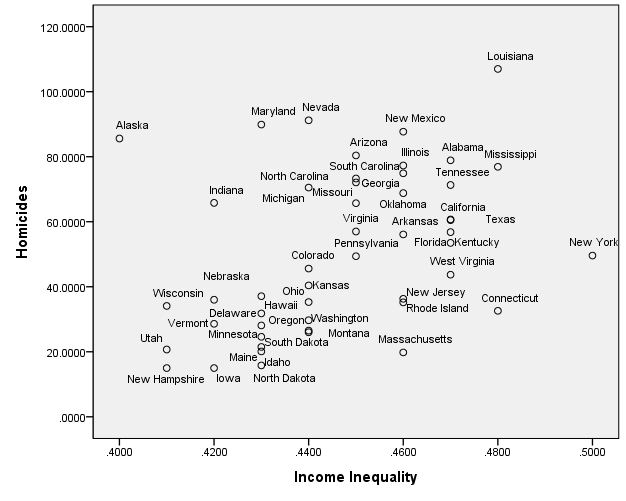 120.0000
Louisiana
100.0000
Maryland
Nevada
New Mexico
Alaska
Arizona
Illinois
Alabama
Mississippi
80.0000
South Carolina
Tennessee
North Carolina
Georgia
Indiana
Michigan
Missouri
Oklahoma
California
Homicides
60.0000
Virginia
Arkansas
Texas
Pennsylvania
Florida
Kentucky
New York
Colorado
West Virginia
Nebraska
Kansas
40.0000
Wisconsin
Ohio
New Jersey
Connecticut
Hawaii
Rhode Island
Delaware
Vermont
Oregon
Washington
Minnesota
Montana
Utah
South Dakota
Massachusetts
20.0000
Maine
Idaho
New Hampshire
Iowa
North Dakota
.0000
.4000
.4200
.4400
.4600
.4800
.5000
Income Inequality